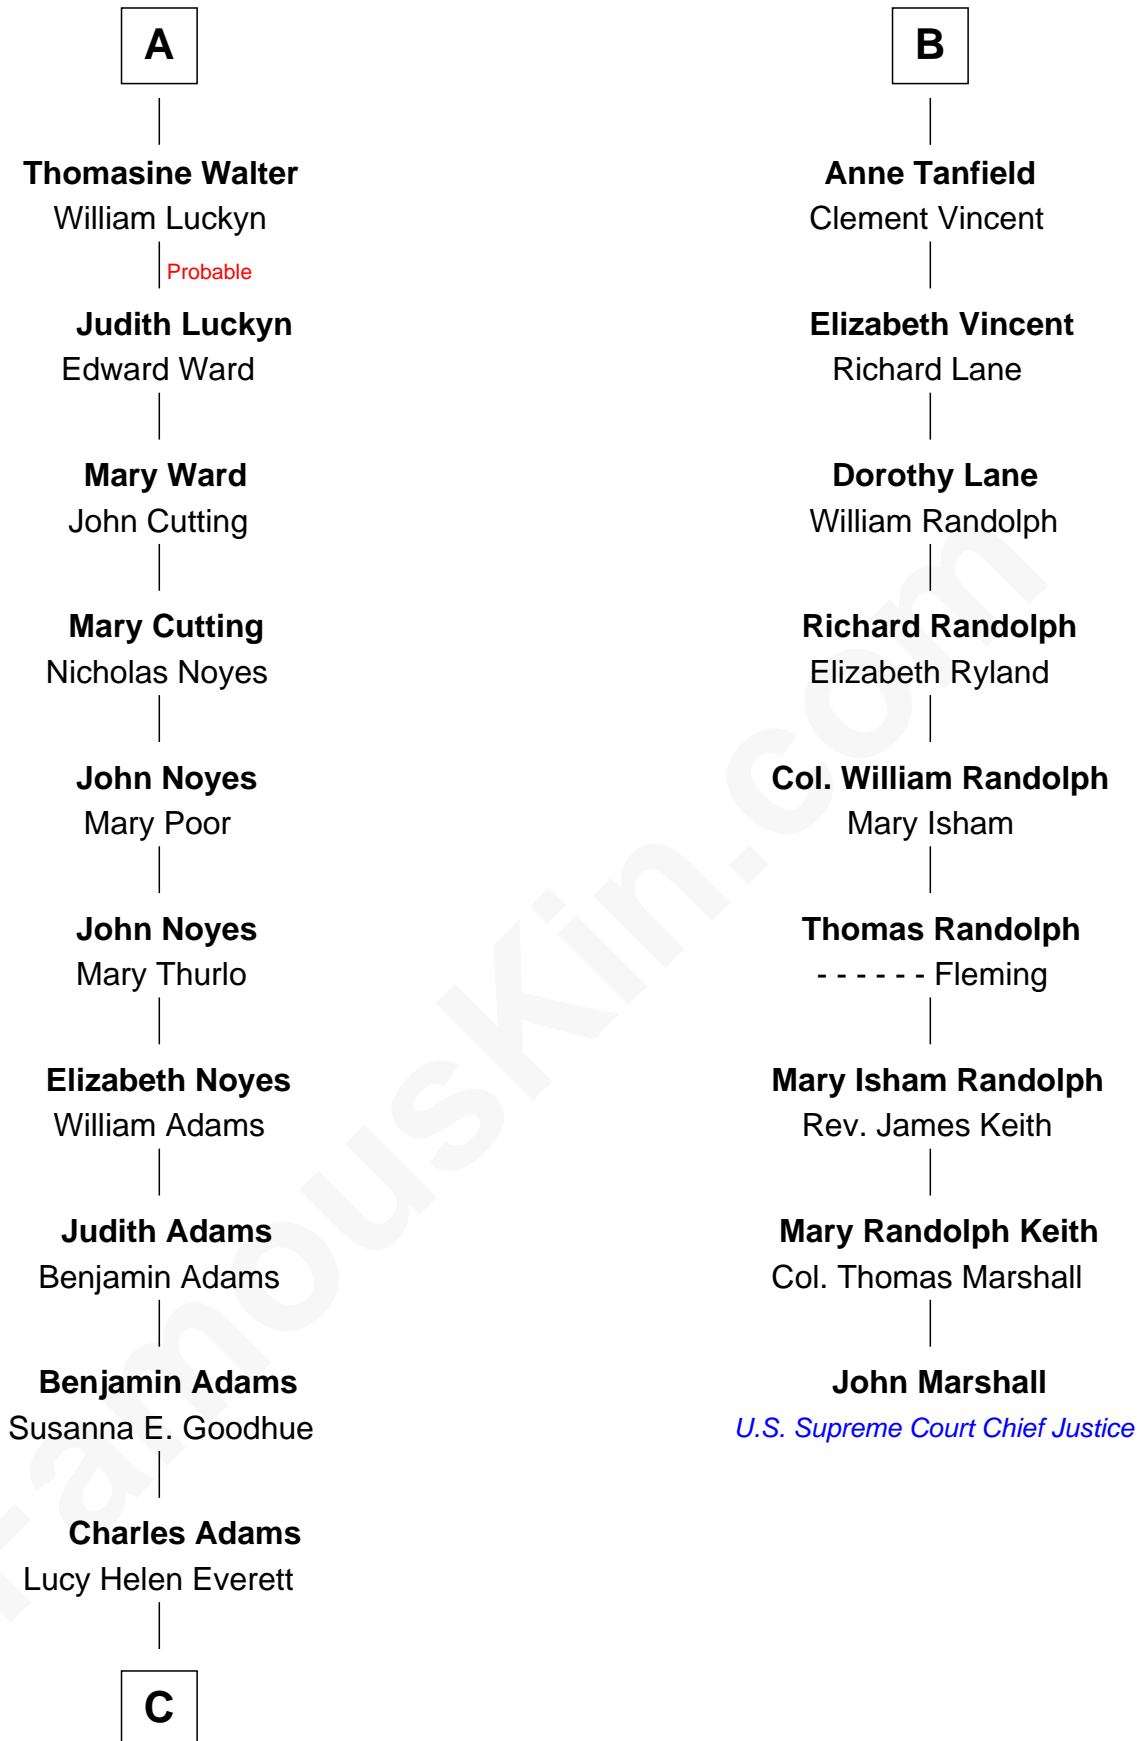 A
Thomasine Walter
William Luckyn
Probable
Judith Luckyn
Edward Ward
Mary Ward
John Cutting
Mary Cutting
Nicholas Noyes
John Noyes
Mary Poor
John Noyes
Mary Thurlo
Elizabeth Noyes
William Adams
Judith Adams
Benjamin Adams
Benjamin Adams
Susanna E. Goodhue
Charles Adams
Lucy Helen Everett
C
B
Anne Tanfield
Clement Vincent
Elizabeth Vincent
Richard Lane
Dorothy Lane
William Randolph
Richard Randolph
Elizabeth Ryland
Col. William Randolph
Mary Isham
Thomas Randolph
- - - - - - Fleming
Mary Isham Randolph
Rev. James Keith
Mary Randolph Keith
Col. Thomas Marshall
John Marshall
U.S. Supreme Court Chief Justice
FamousKin.com